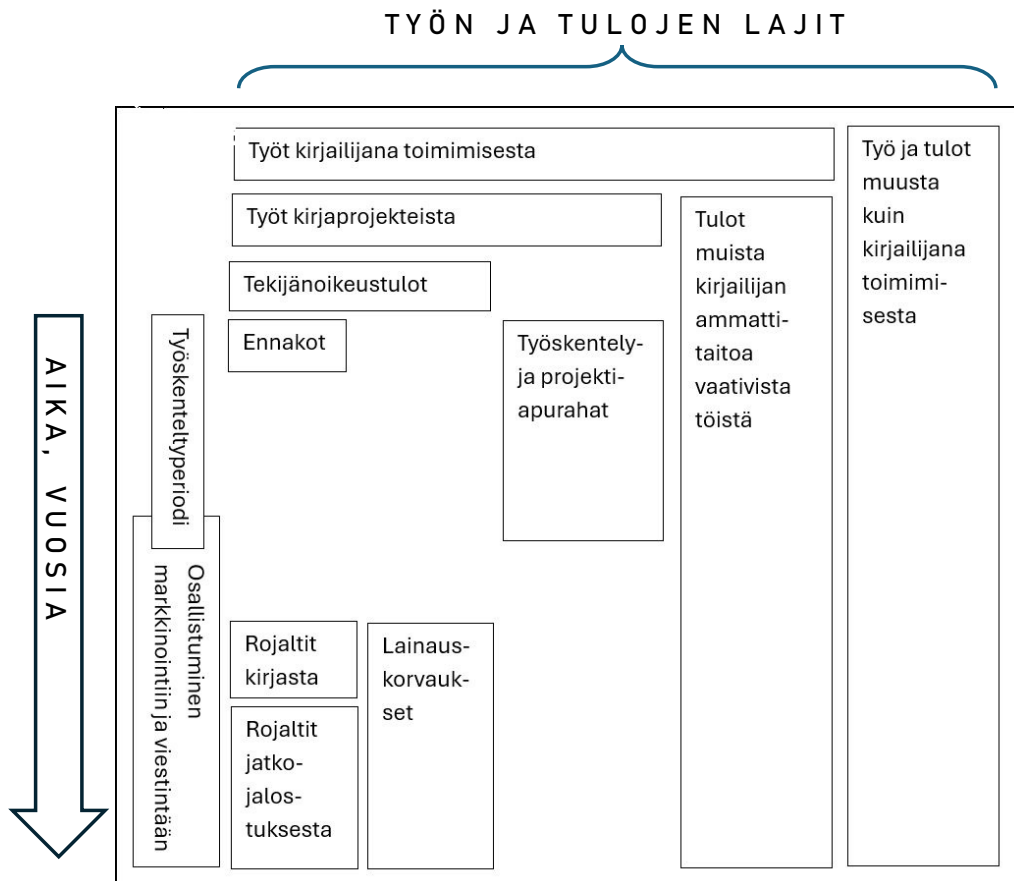 TYÖN JA TULOJEN LAJIT
Työt kirjailijana toimimisesta
Työ ja tulot
muusta
kuin
kirjailijana
toimimi-
sesta
Työt kirjaprojekteista
Tulot
muista
kirjailijan
ammatti-
taitoa
vaativista
töistä
Tekijänoikeustulot
Ennakot
Työskentely-
ja projekti-
apurahat
AIKA, VUOSIA
Työskenteltyperiodi
Osallistuminen
markkinointiin ja viestintään
Rojaltit
kirjasta
Lainaus-
korvauk-
set
Rojaltit
jatko-
jalos-
tuksesta